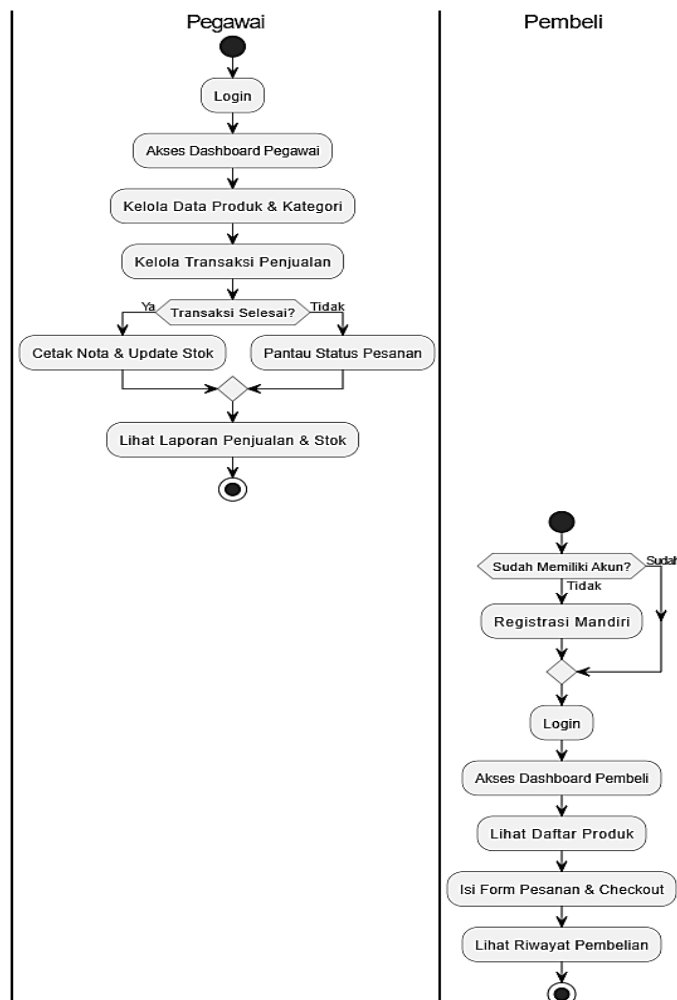 Pegawai
Pembeli
Login
Akses Dashboard Pegawai
Kelola Data Produk & Kategori
Kelola Transaksi Penjualan
Ya
Transaksi Selesai?
Tidak
Cetak Nota & Update Stok
Pantau Status Pesanan
Lihat Laporan Penjualan & Stok
Sudah Memiliki Akun?
Sudah
Tidak
Registrasi Mandiri
Login
Akses Dashboard Pembeli
Lihat Daftar Produk
Isi Form Pesanan & Checkout
Lihat Riwayat Pembelian